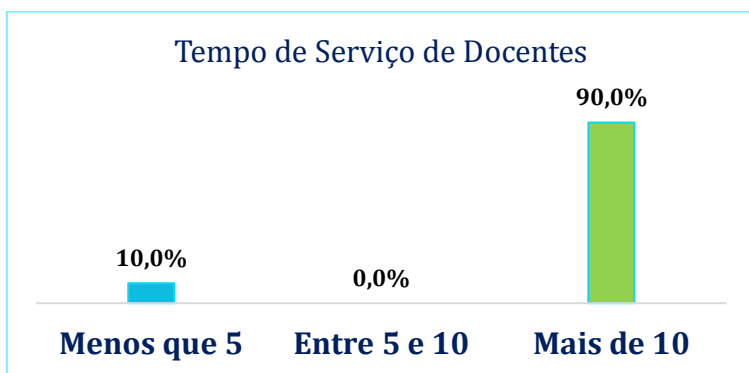 Tempo de Serviço de Docentes
90,0%
10,0%
0,0%
Menos que 5
Entre 5 e 10
Mais de 10